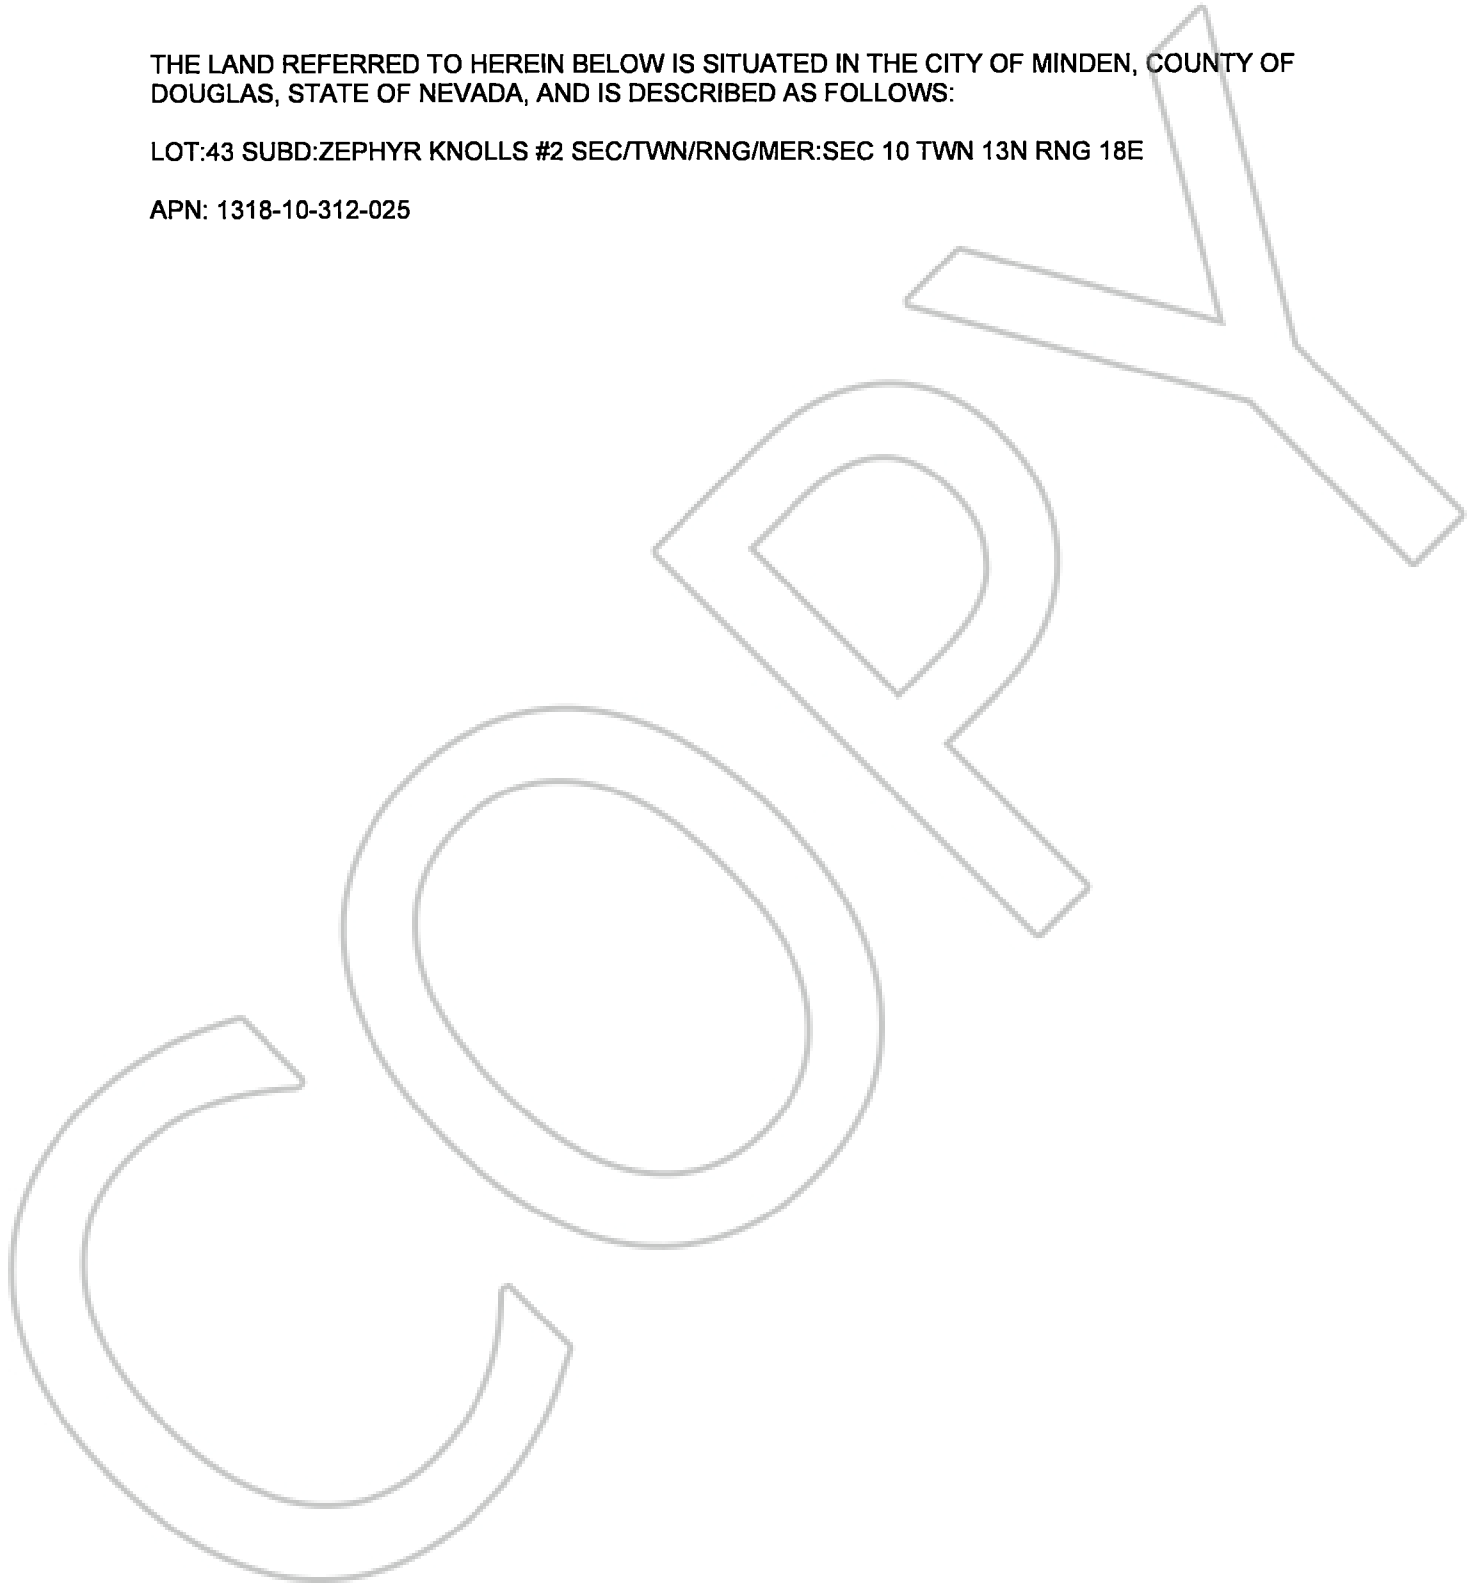 THE LAND REFERRED TO HEREIN BELOW IS SITUATED IN THE CITY OF MINDEN, COUNTY OF
DOUGLAS, STATE OF NEVADA, AND IS DESCRIBED AS FOLLOWS:
LOT:43 SUBD:ZEPHYR KNOLLS #2 SEC/TWN/RNG/MER:SEC 10 TWN 13N RNG 18E
APN: 1318-10-312-025
COPY